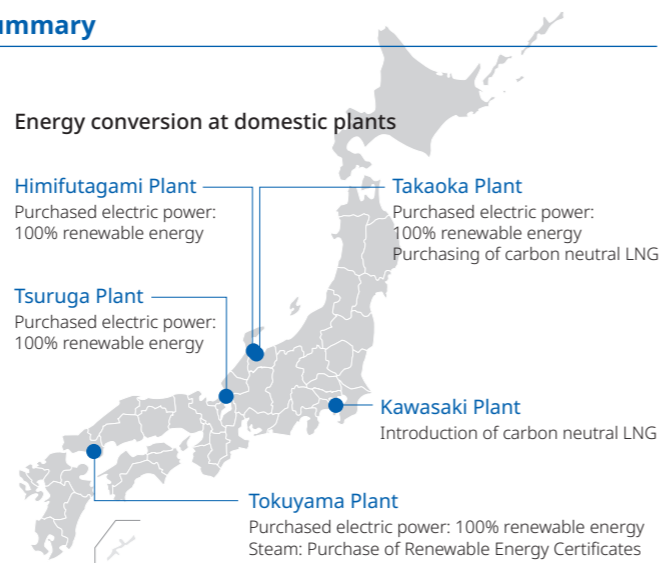 ummary
Energy conversion at domestic plants
Himifutagami Plant
Purchased electric power:
100% renewable energy
Takaoka Plant
Purchased electric power:
100% renewable energy
Purchasing of carbon neutral LNG
Tsuruga Plant
Purchased electric power:
100% renewable energy
Kawasaki Plant
Introduction of carbon neutral LNG
Tokuyama Plant
Purchased electric power: 100% renewable energy
Steam: Purchase of Renewable Energy Certificates